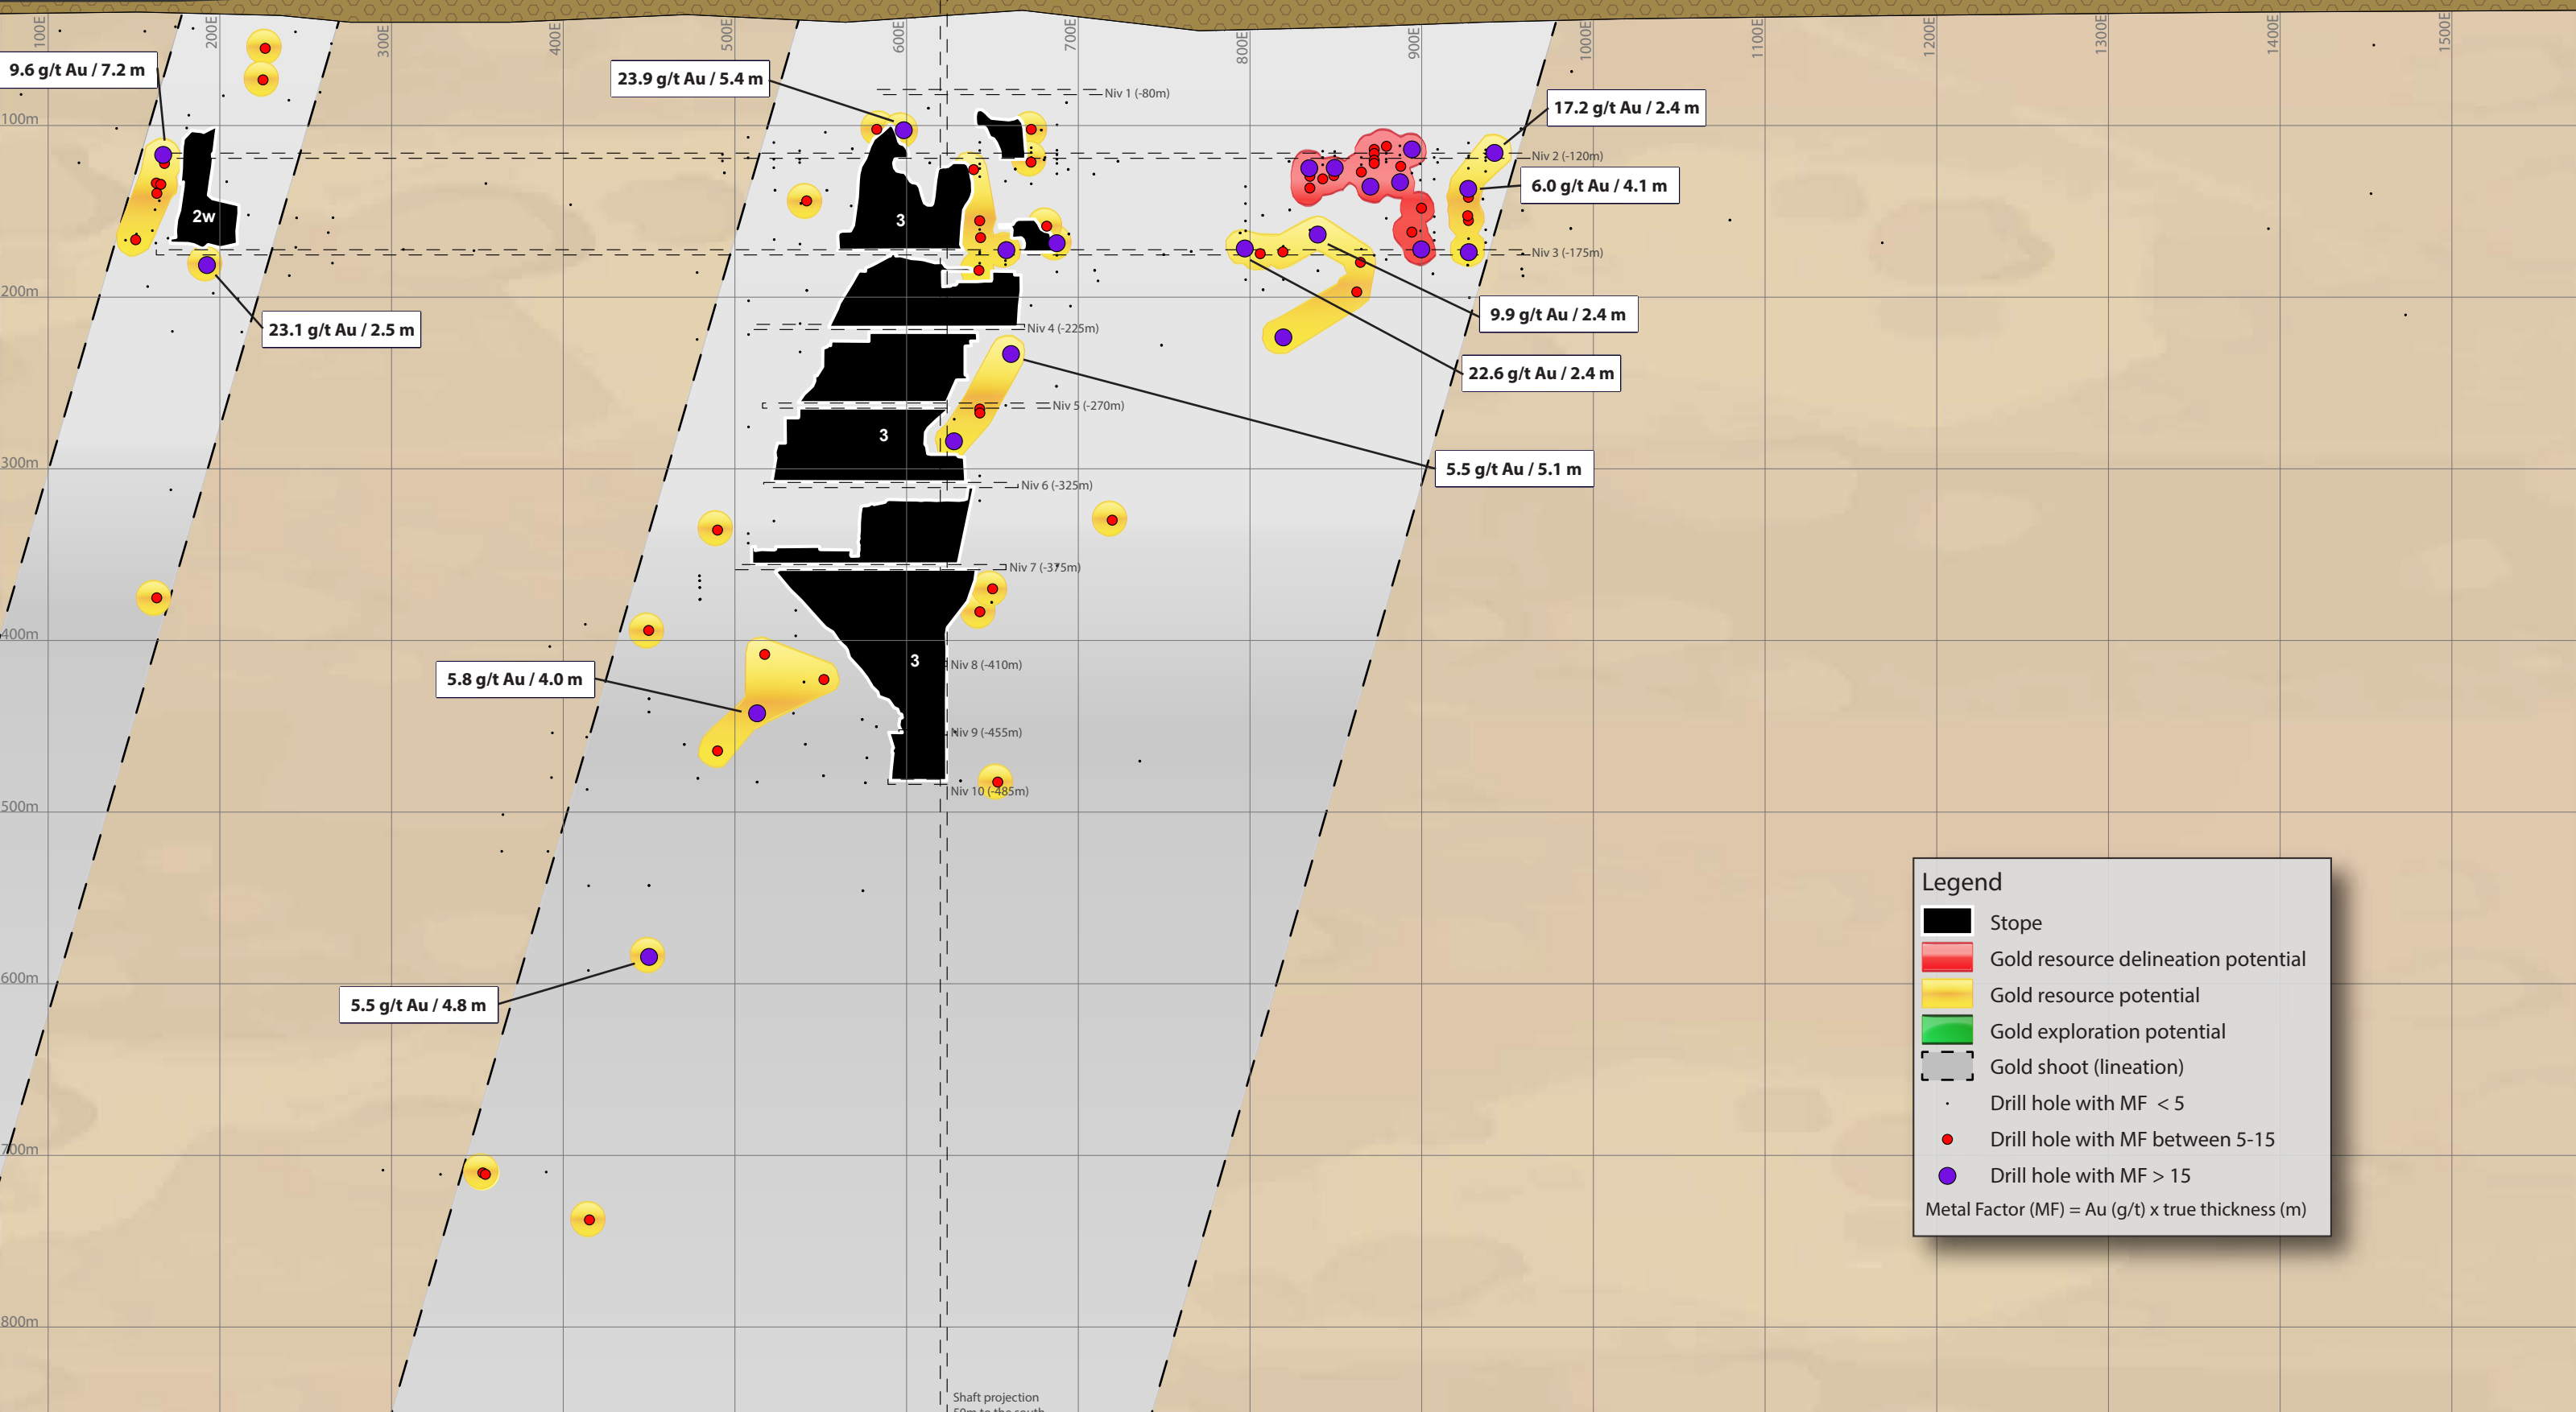 100E
200E
300E
400E
500E
600E
700E
800E
900E
1000E
1100E
1200E
1300E
1400E
1500E
9.6 g/t Au / 7.2 m
23.9 g/t Au / 5.4 m
Niv 1 (-80m)
17.2 g/t Au / 2.4 m
100m
Niv 2 (-120m)
6.0 g/t Au / 4.1 m
2w
3
Niv 3 (-175m)
200m
9.9 g/t Au / 2.4 m
23.1 g/t Au / 2.5 m
Niv 4 (-225m)
22.6 g/t Au / 2.4 m
Niv 5 (-270m)
3
300m
5.5 g/t Au / 5.1 m
Niv 6 (-325m)
Niv 7 (-375m)
400m
3
Niv 8 (-410m)
5.8 g/t Au / 4.0 m
Niv 9 (-455m)
Niv 10 (-485m)
500m
600m
5.5 g/t Au / 4.8 m
700m
800m
Shaft projection
50m to the south
Legend
Stope
Gold resource delineation potential
Gold resource potential
Gold exploration potential
Gold shoot (lineation)
Drill hole with MF < 5
Drill hole with MF between 5-15
Drill hole with MF > 15
Metal Factor (MF) = Au (g/t) x true thickness (m)